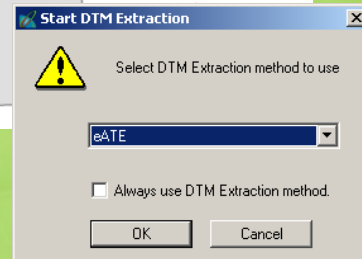 Start DTM Extraction
Select DTM Extraction method to use
eATE
Always use DTM Extraction method.
OK
Cancel